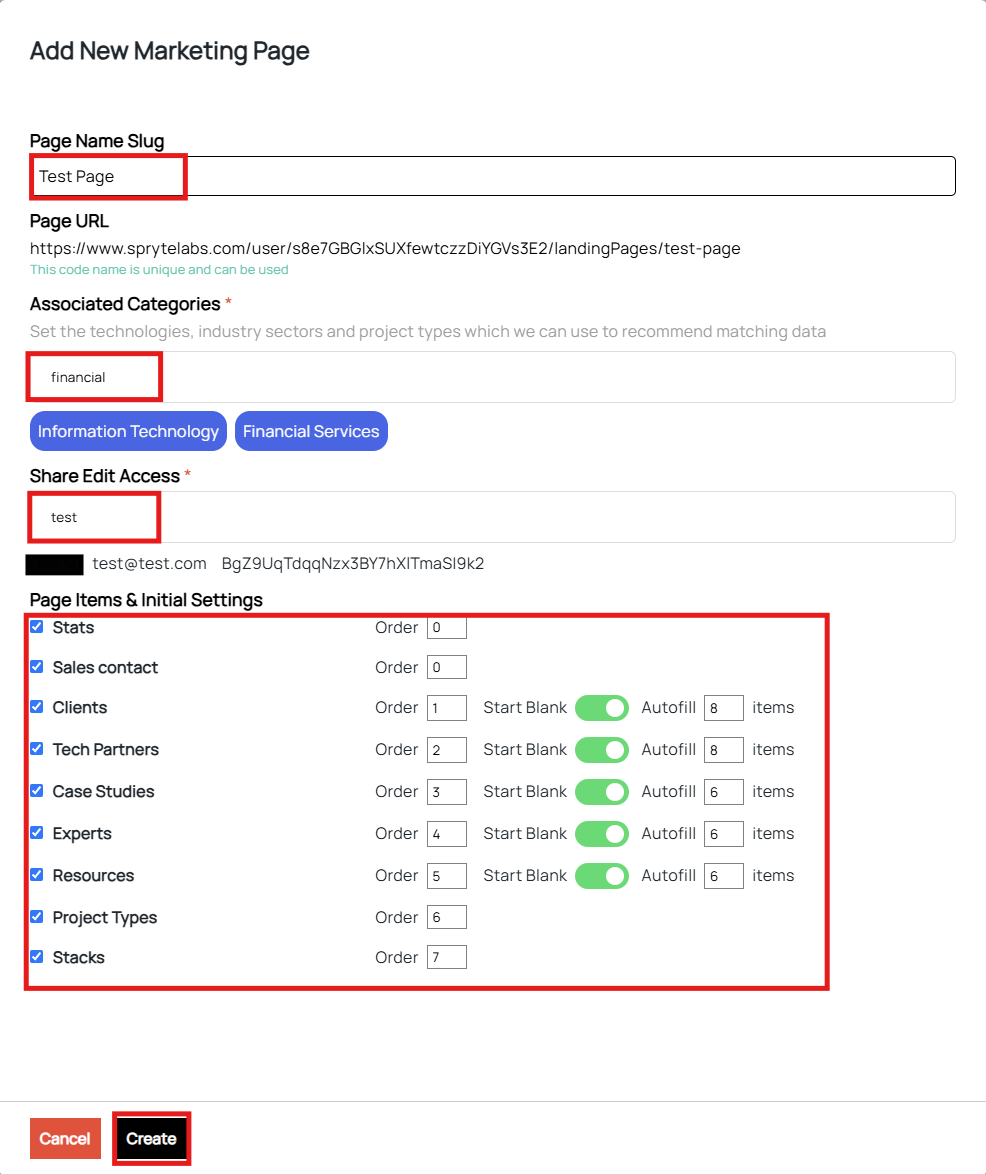 Add New Marketing Page
Page Name Slug
Test Page
Page URL
https://www.sprytelabs.com/user/s8e7GBGIxSUXfewtczzDiYGVs3E2/landingPages/test-page
This code name is unique and can be used
Associated Categories *
Set the technologies, industry sectors and project types which we can use to recommend matching data
financial
Information Technology Financial Services
Share Edit Access *
test
test@test.com BgZ9UqTdqqNzx3BY7hXlTmaSl9k2
Page Items & Initial Settings
Stats Order 0
Sales contact Order 0
Clients Order 1 Start Blank Autofill 8 items
Tech Partners Order 2 Start Blank Autofill 8 items
Case Studies Order 3 Start Blank Autofill 6 items
Experts Order 4 Start Blank Autofill 6 items
Resources Order 5 Start Blank Autofill 6 items
Project Types Order 6
Stacks Order 7
Cancel Create